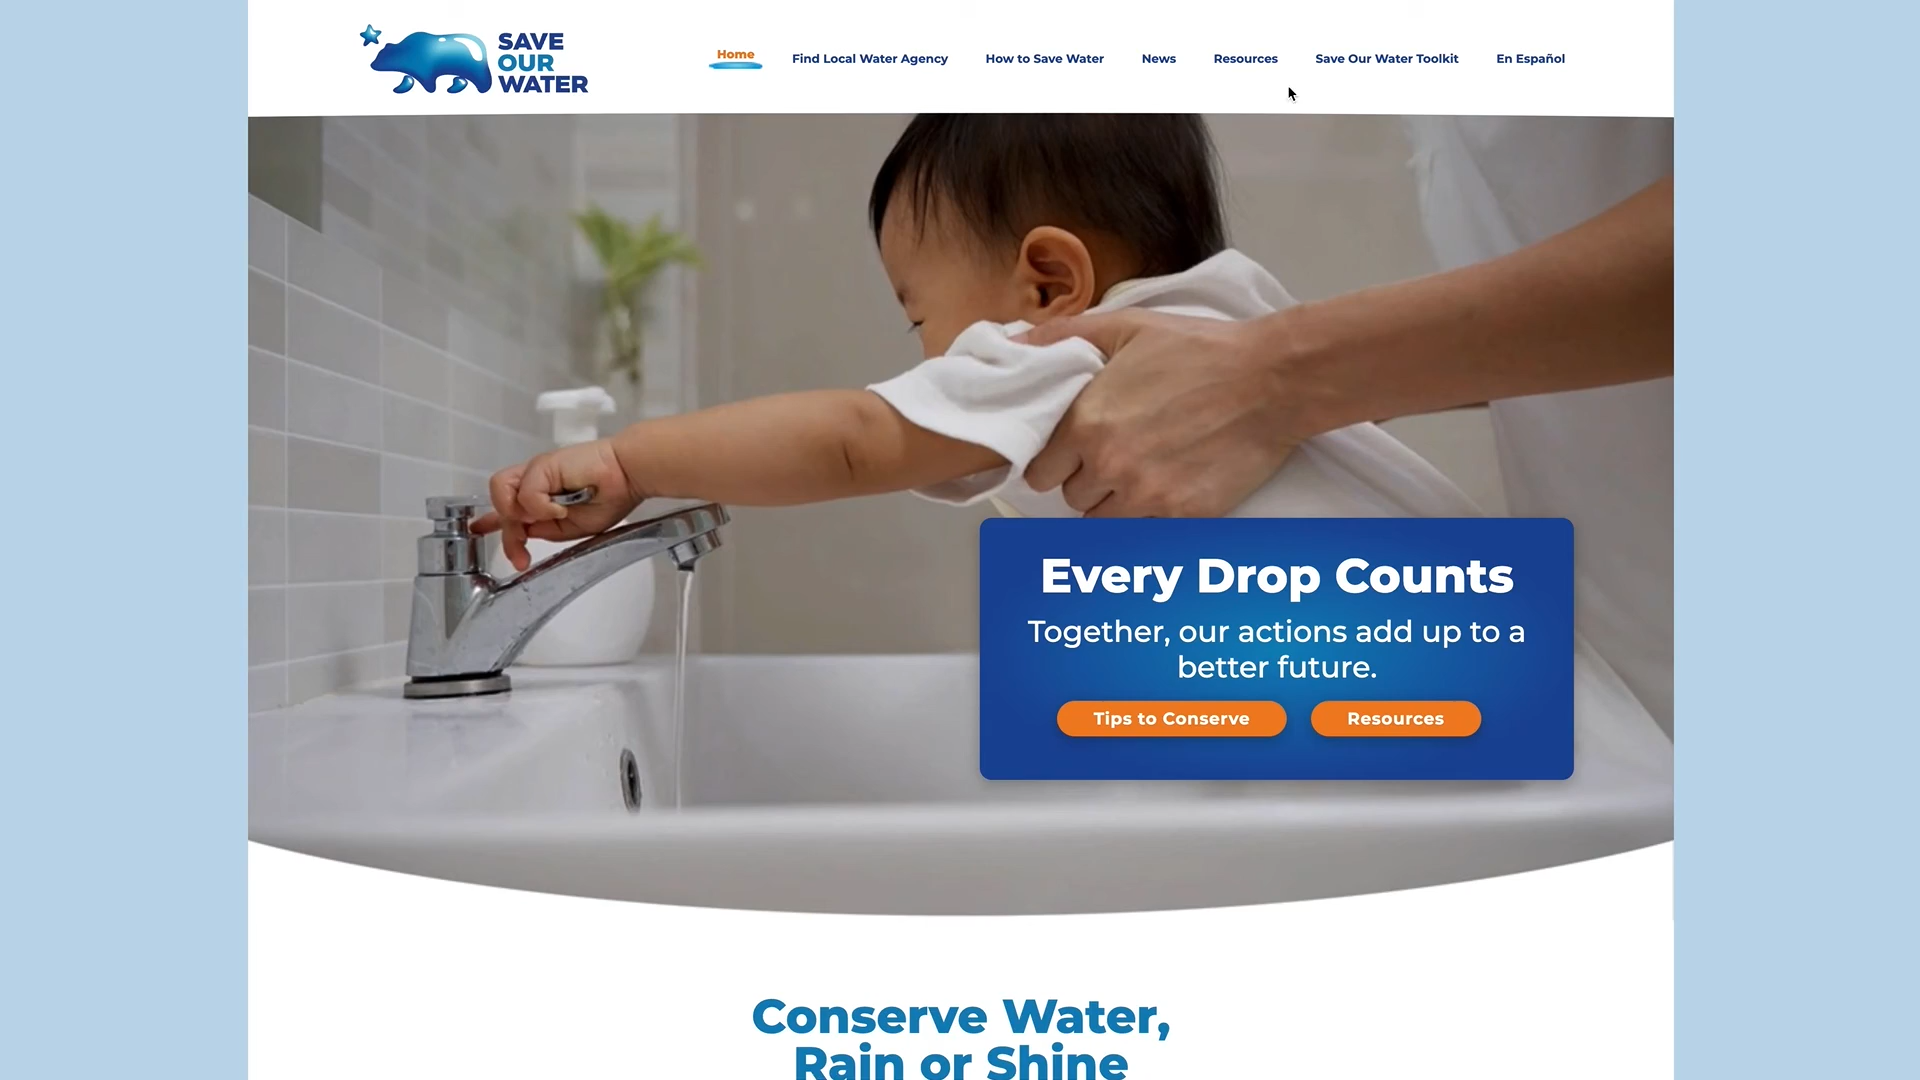 SAVE
OUR
WATER
Home
Find Local Water Agency
How to Save Water
News
Resources
Save Our Water Toolkit
En Español
Every Drop Counts
Together, our actions add up to a
better future.
Tips to Conserve
Resources
Conserve Water,
Rain or Shine